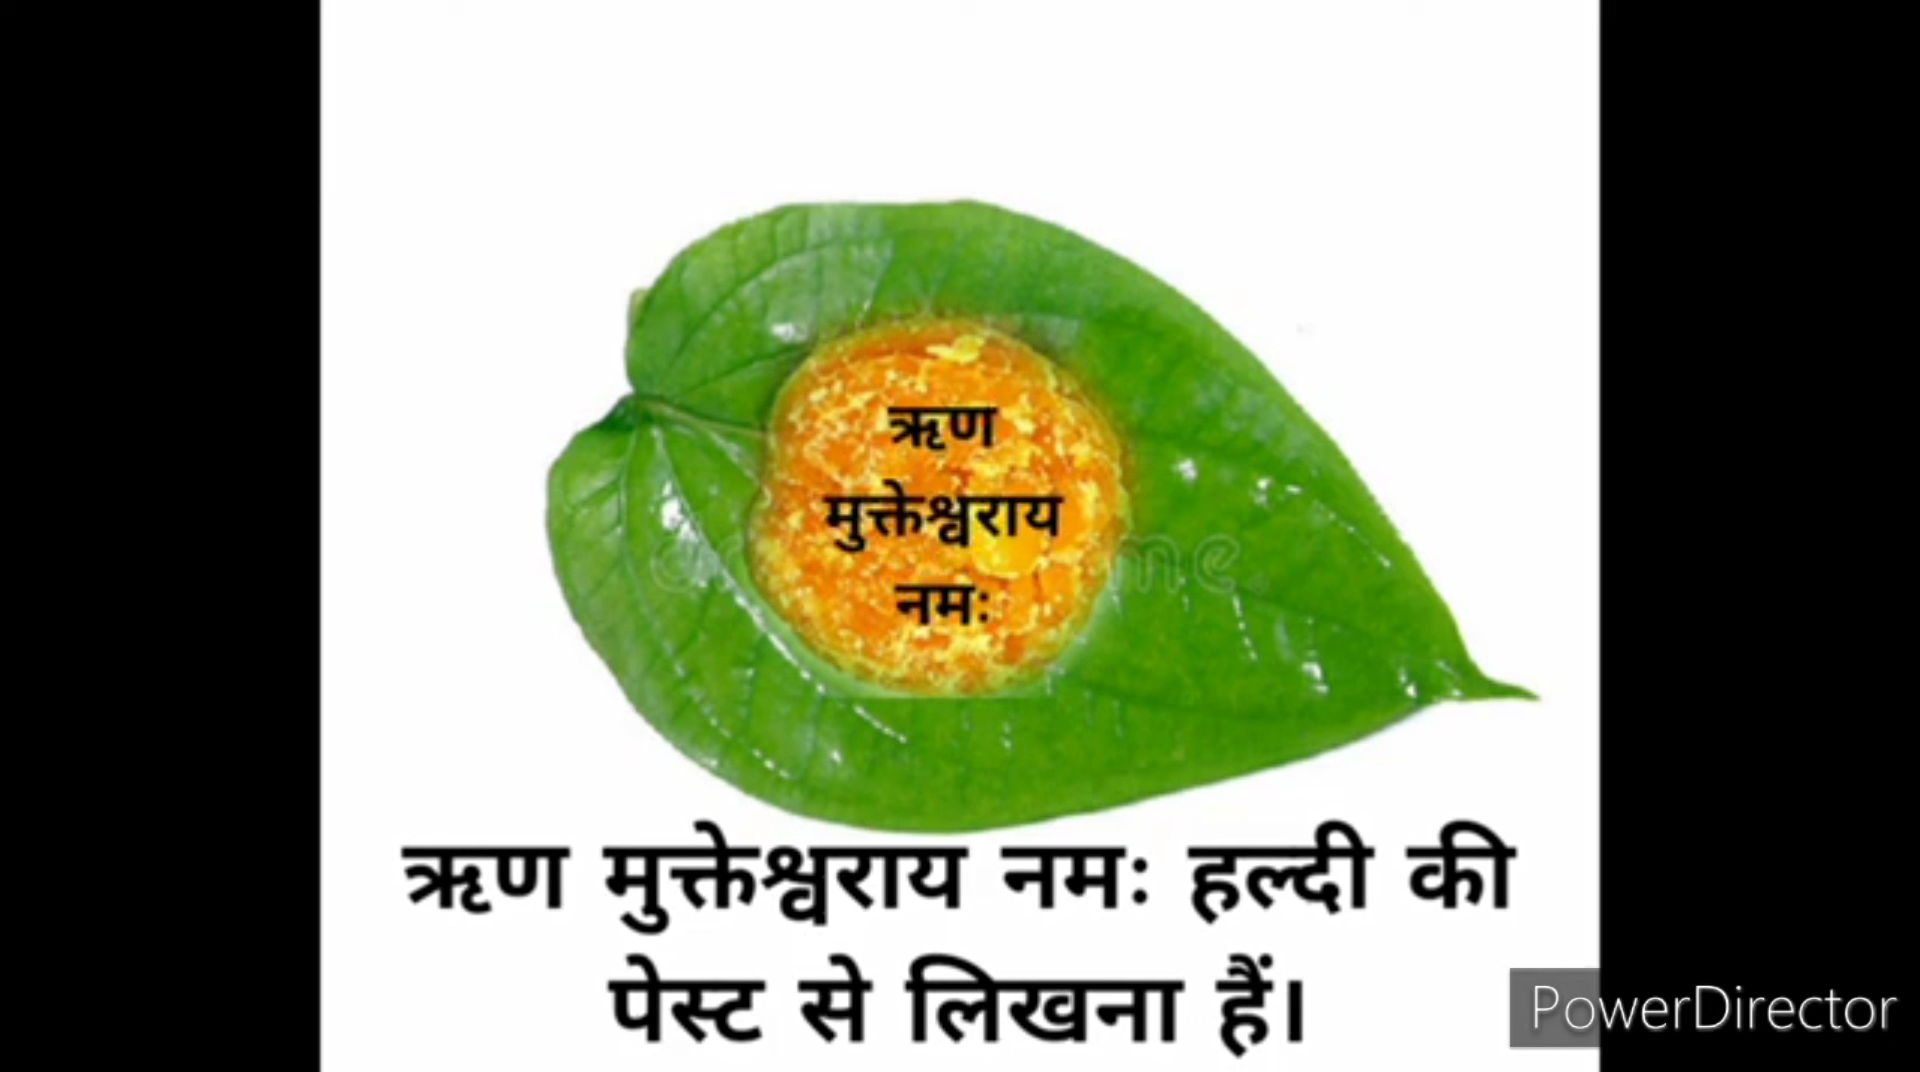 ऋण
मुक्तेश्वराय
नमः
ऋण मुक्तेश्वराय नमः हल्दी की
पेस्ट से लिखना हैं।
PowerDirector